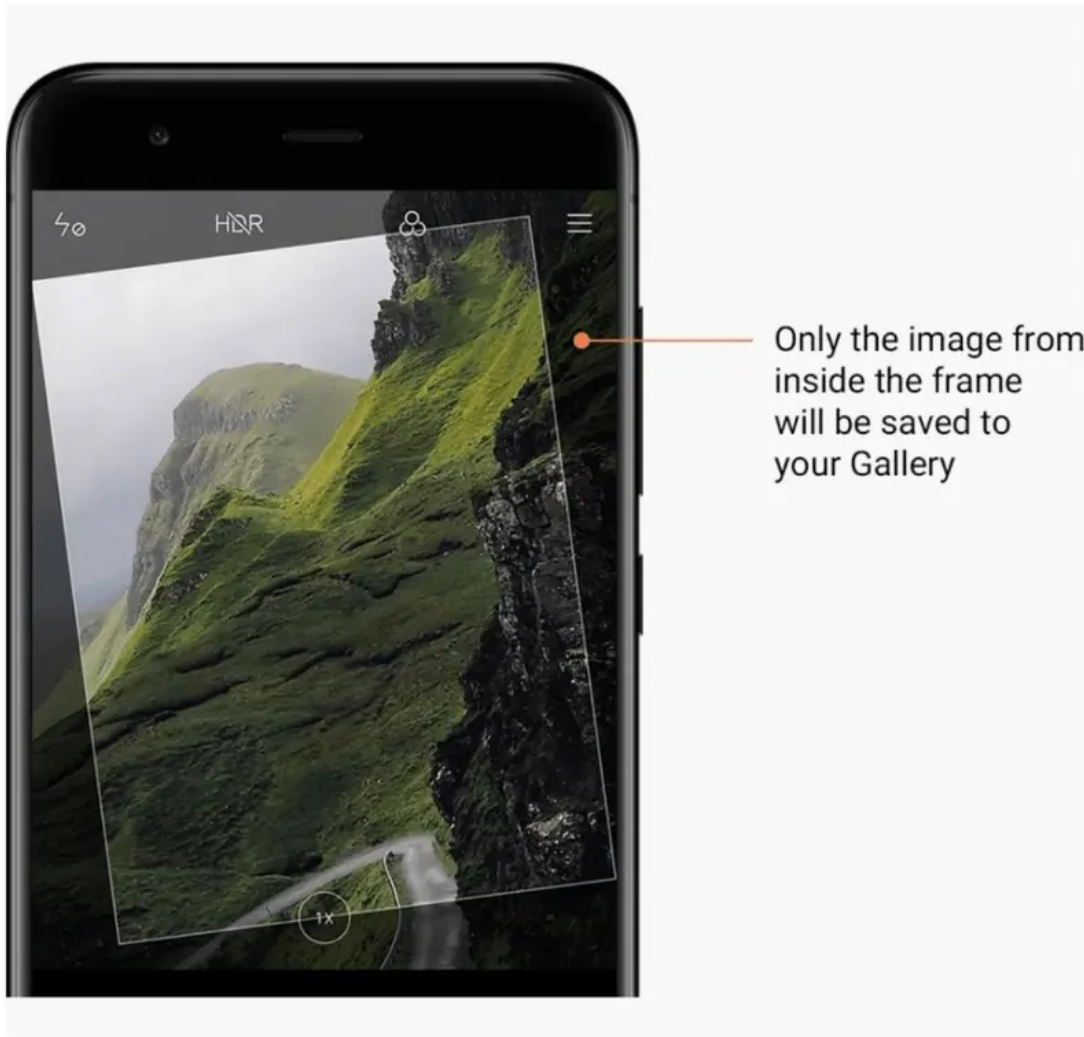 HDR
Only the image from
inside the frame
will be saved to
your Gallery
1X